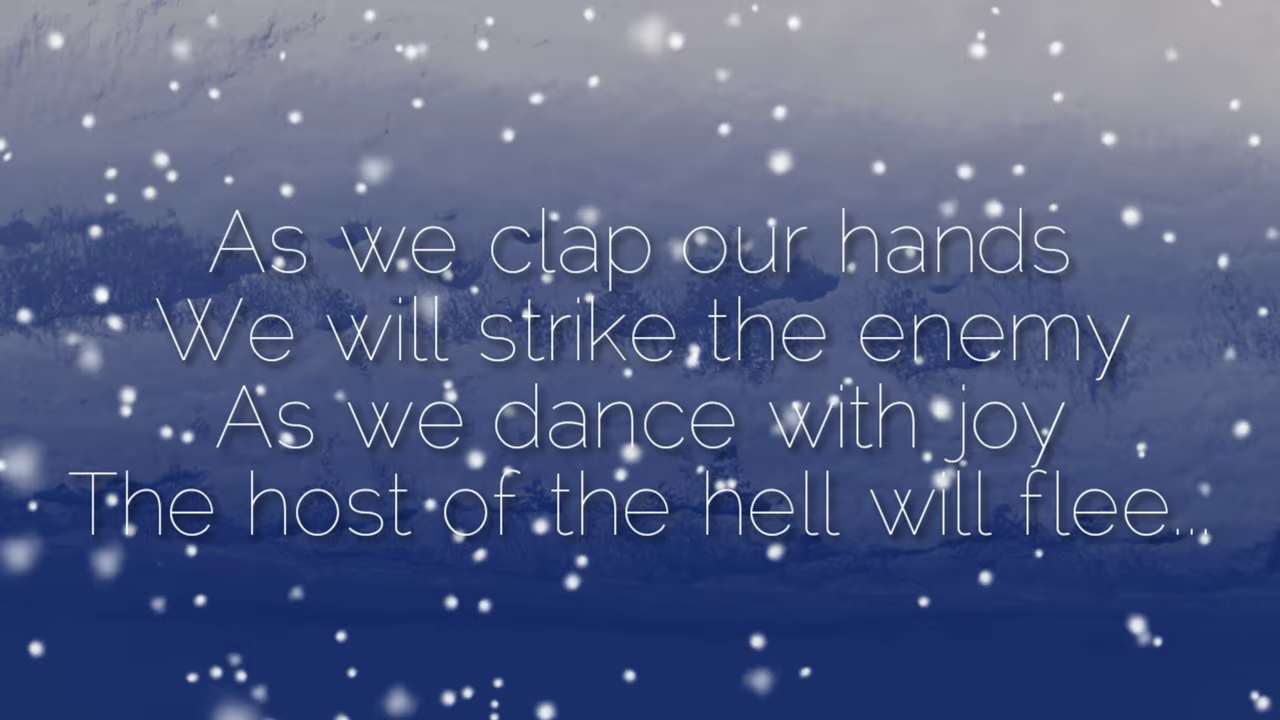 As we clap our hands
We will strike the enemy
As we dance with joy
The host of the hell will flee...